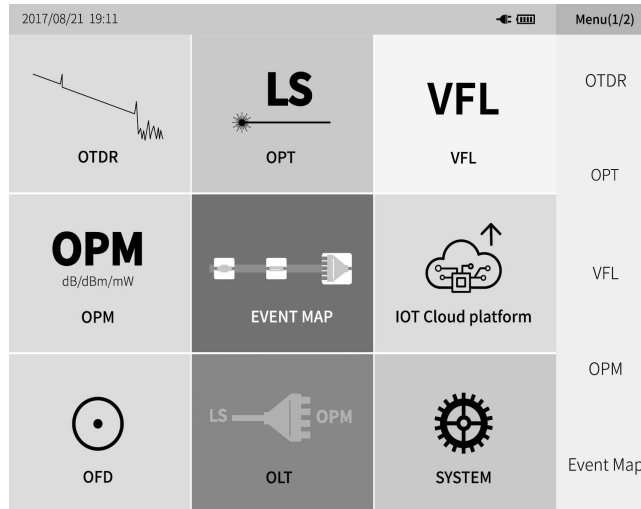 2017/08/21 19:11
Menu(1/2)
OTDR
LS
OPT
VFL
VFL
OPM
dB/dBm/mW
OPM
EVENT MAP
IOT Cloud platform
OFD
LS
OPM
OLT
SYSTEM
OTDR
OPT
VFL
OPM
Event Map